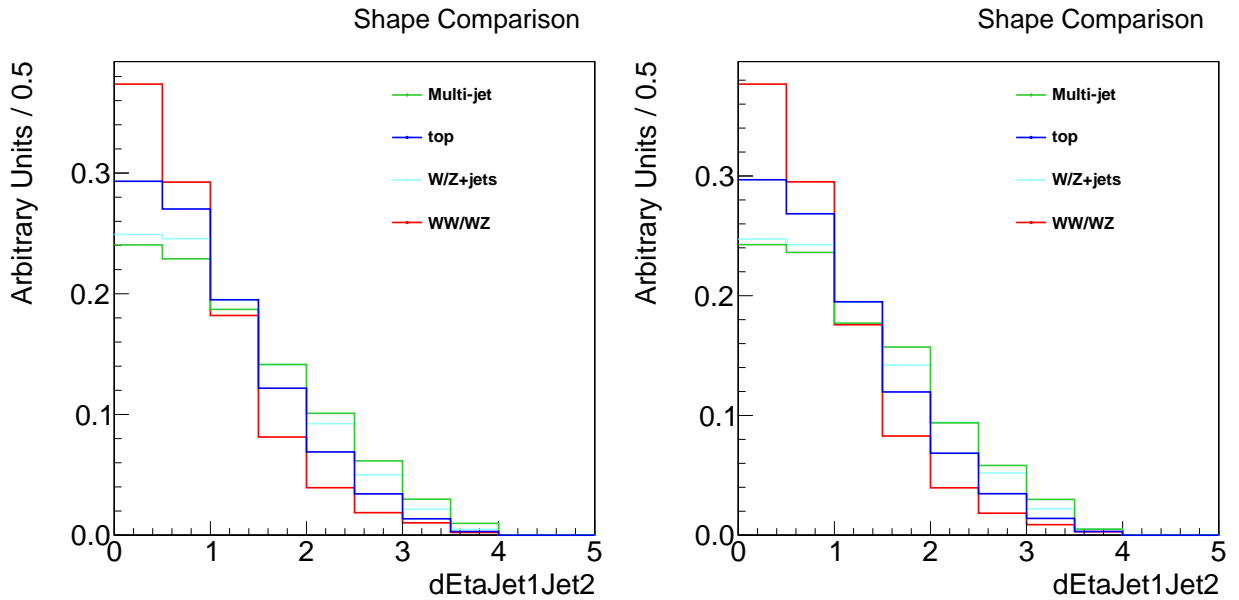 Shape Comparison
Arbitrary Units / 0.5
Multi-jet
top
W/Z+jets
WW/WZ
0.3
0.2
0.1
0.0
0 1 2 3 4 5
dEtaJet1Jet2
Shape Comparison
Arbitrary Units / 0.5
Multi-jet
top
W/Z+jets
WW/WZ
0.3
0.2
0.1
0.0
0 1 2 3 4 5
dEtaJet1Jet2